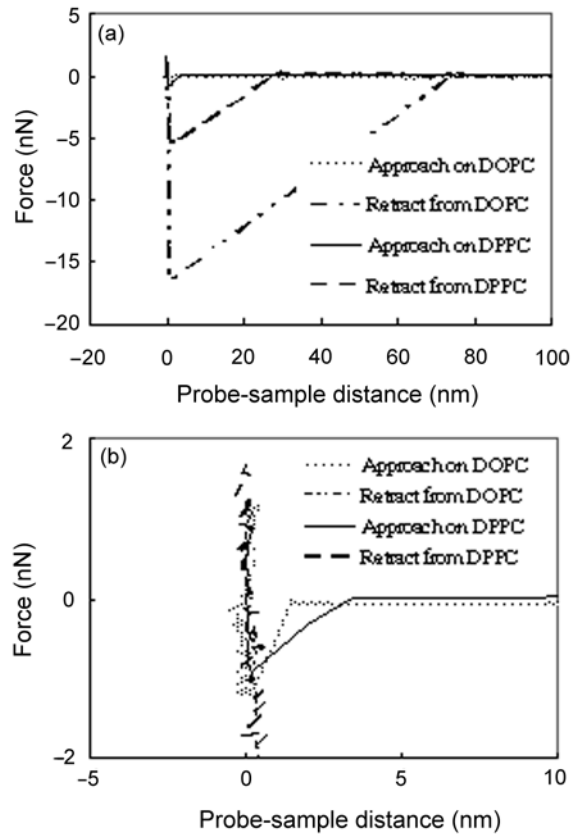 (a)
5
0
−5
−10
−15
−20
Force (nN)
Approach on DOPC
Retract from DOPC
Approach on DPPC
Retract from DPPC
−20 0 20 40 60 80 100
Probe-sample distance (nm)
(b)
2
0
−2
Force (nN)
Approach on DOPC
Retract from DOPC
Approach on DPPC
Retract from DPPC
−5 0 5 10
Probe-sample distance (nm)